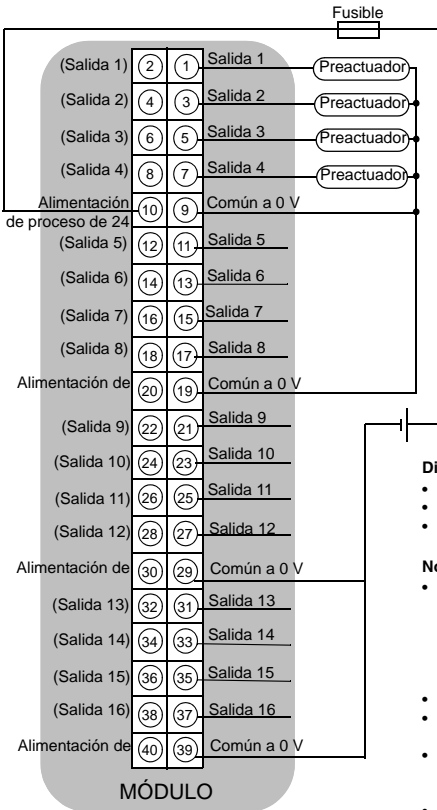 Fusible
(Salida 1) 2 1 Salida 1 Preactuador
(Salida 2) 4 3 Salida 2 Preactuador
(Salida 3) 6 5 Salida 3 Preactuador
(Salida 4) 8 7 Salida 4 Preactuador
Alimentación
de proceso de 24 10 9 Común a 0 V
(Salida 5) 12 11 Salida 5
(Salida 6) 14 13 Salida 6
(Salida 7) 16 15 Salida 7
(Salida 8) 18 17 Salida 8
Alimentación de 20 19 Común a 0 V
(Salida 9) 22 21 Salida 9
(Salida 10) 24 23 Salida 10
(Salida 11) 26 25 Salida 11
(Salida 12) 28 27 Salida 12
Alimentación de 30 29 Común a 0 V
(Salida 13) 32 31 Salida 13
(Salida 14) 34 33 Salida 14
(Salida 15) 36 35 Salida 15
(Salida 16) 38 37 Salida 16
Alimentación de 40 39 Común a 0 V
MÓDULO
Di
No